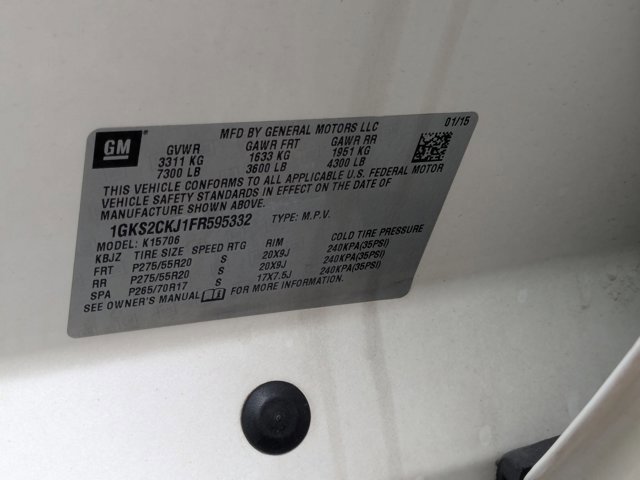 GM
MFD BY GENERAL MOTORS LLC 01/15
GVWR GAWR FRT GAWR RR
3311 KG 1633 KG 1951 KG
7300 LB 3600 LB 4300 LB
THIS VEHICLE CONFORMS TO ALL APPLICABLE U.S. FEDERAL MOTOR
VEHICLE SAFETY STANDARDS IN EFFECT ON THE DATE OF
MANUFACTURE SHOWN ABOVE.
1GKS2CKJ1FR595332 TYPE: M.P.V.
MODEL: K15706
KBJZ TIRE SIZE SPEED RTG RIM COLD TIRE PRESSURE
FRT P275/55R20 S 20X9J 240KPA(35PSI)
RR P275/55R20 S 20X9J 240KPA(35PSI)
SPA P265/70R17 S 17X7.5J 240KPA(35PSI)
SEE OWNER'S MANUAL FOR MORE INFORMATION.